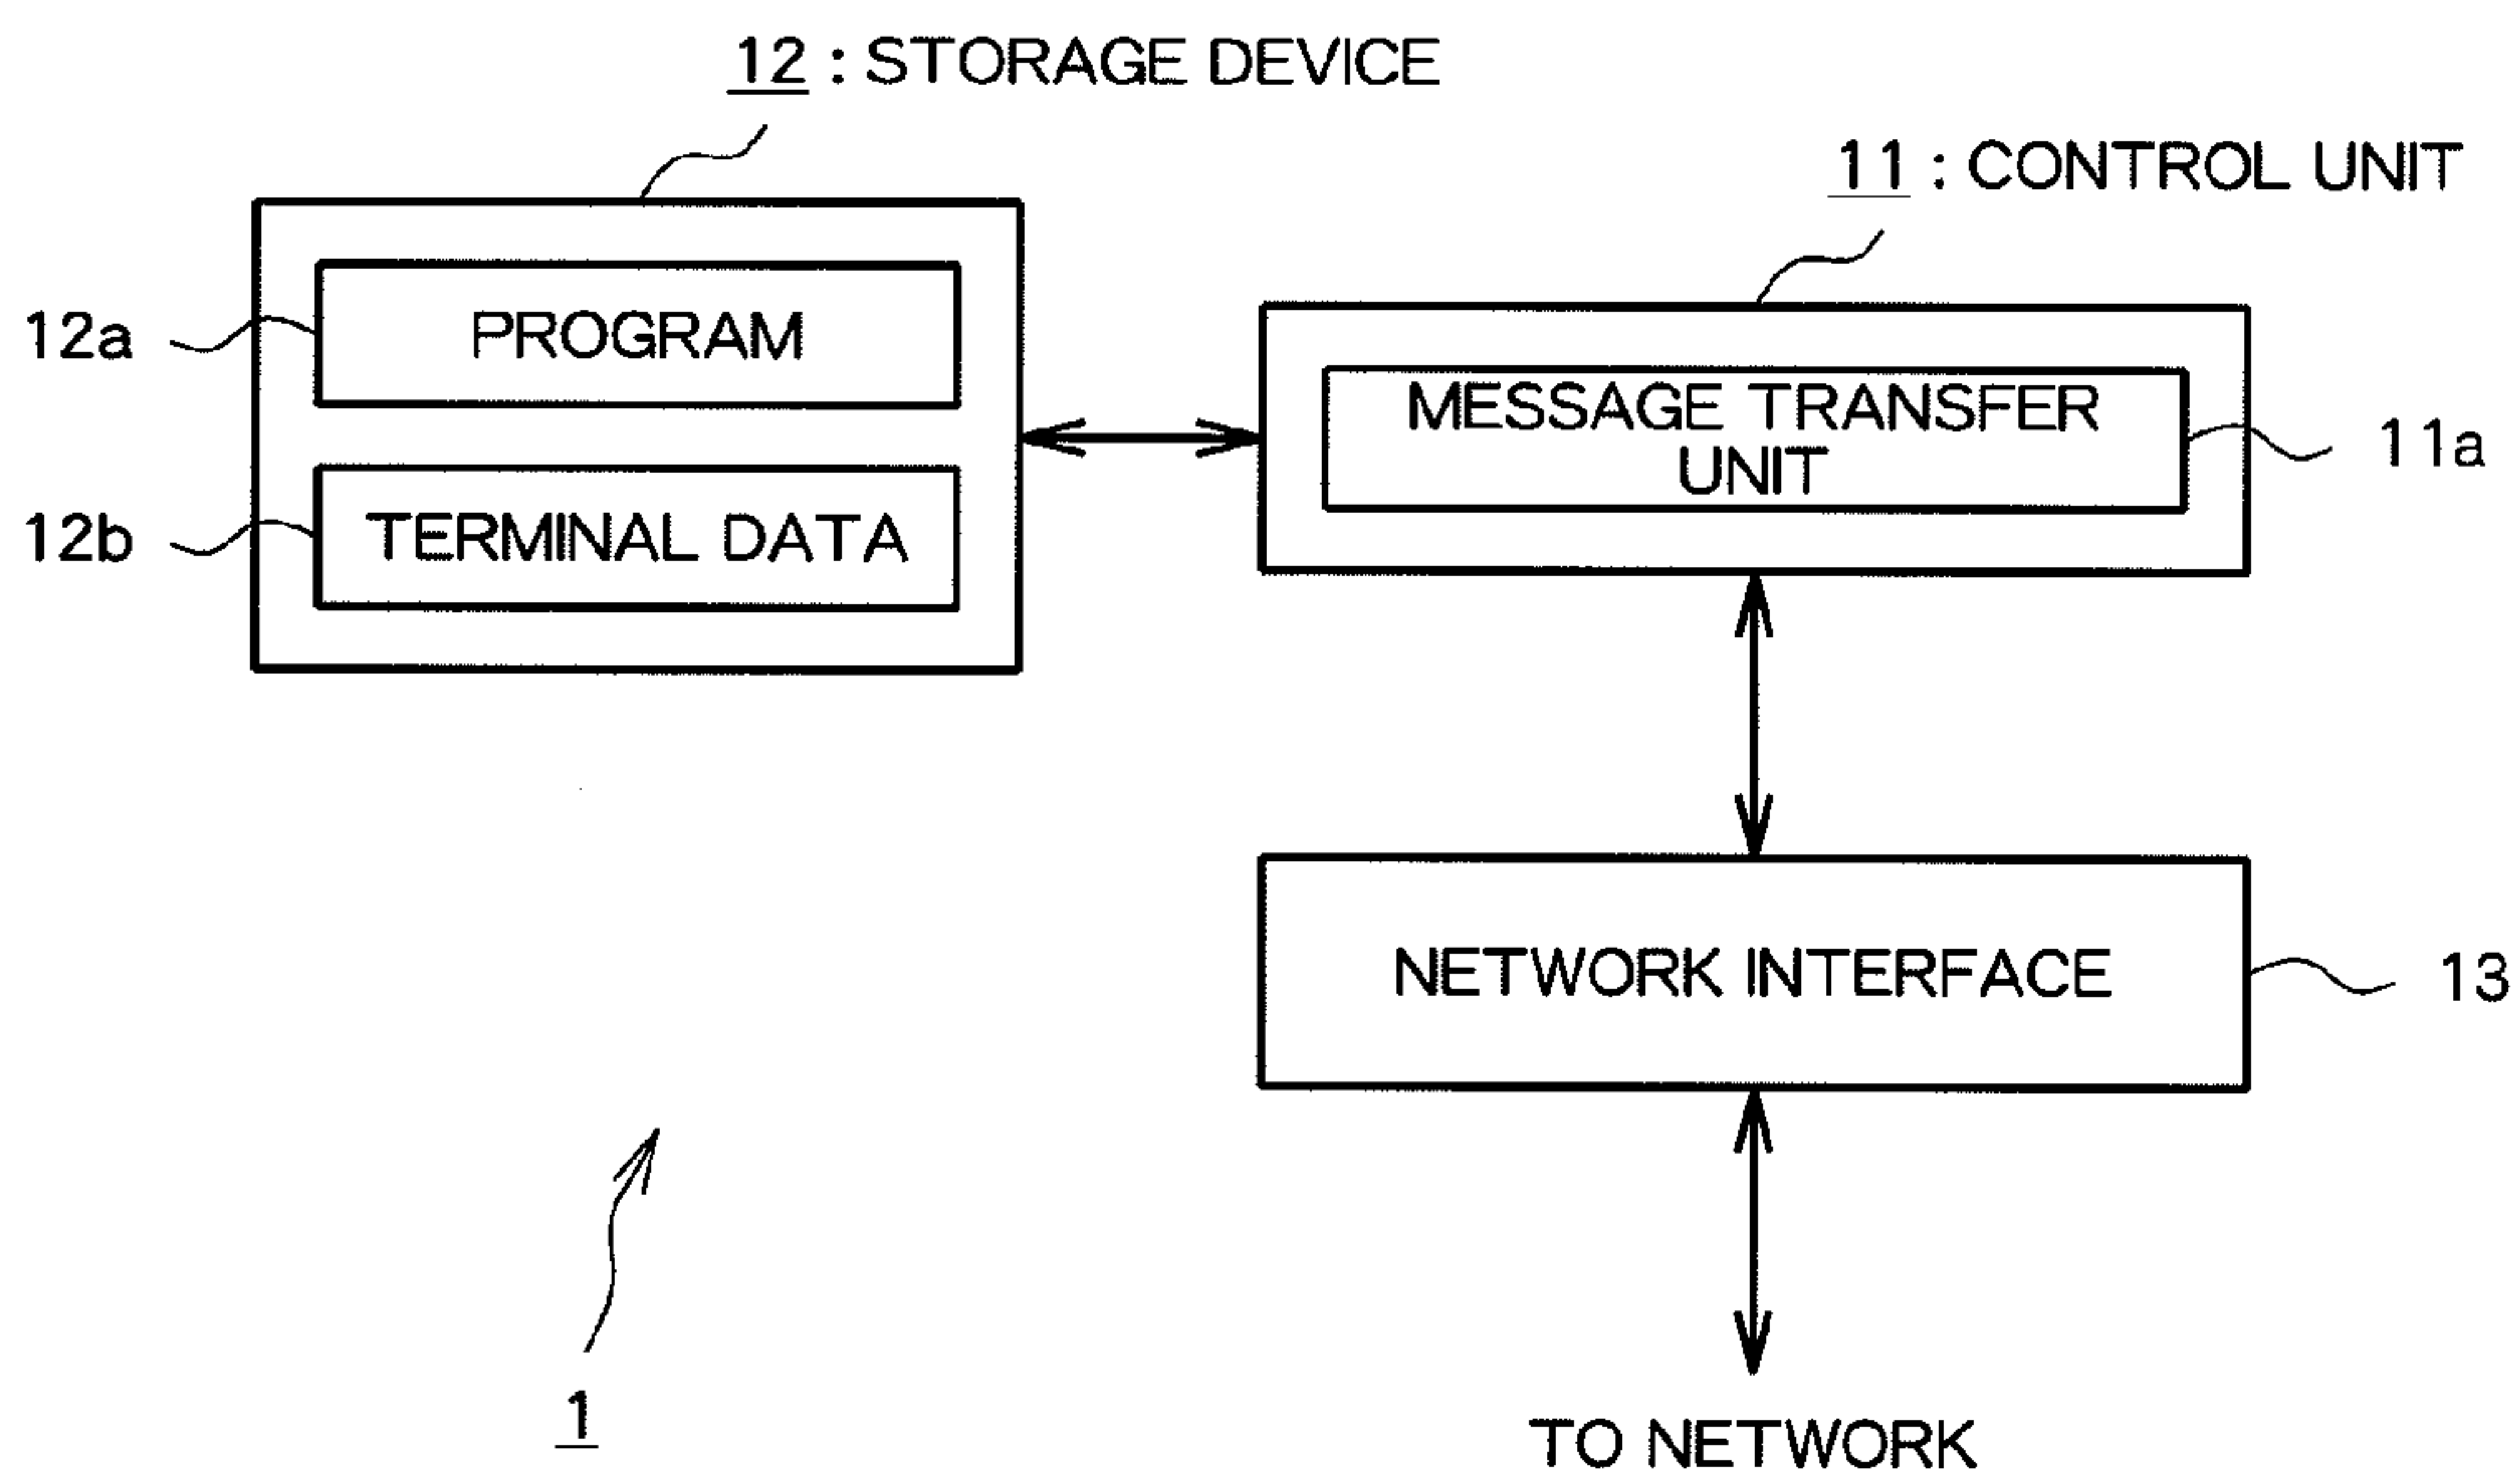 12 : STORAGE DEVICE
11 : CONTROL UNIT
12a
PROGRAM
MESSAGE TRANSFER
UNIT
11a
12b
TERMINAL DATA
NETWORK INTERFACE
13
1
TO NETWORK